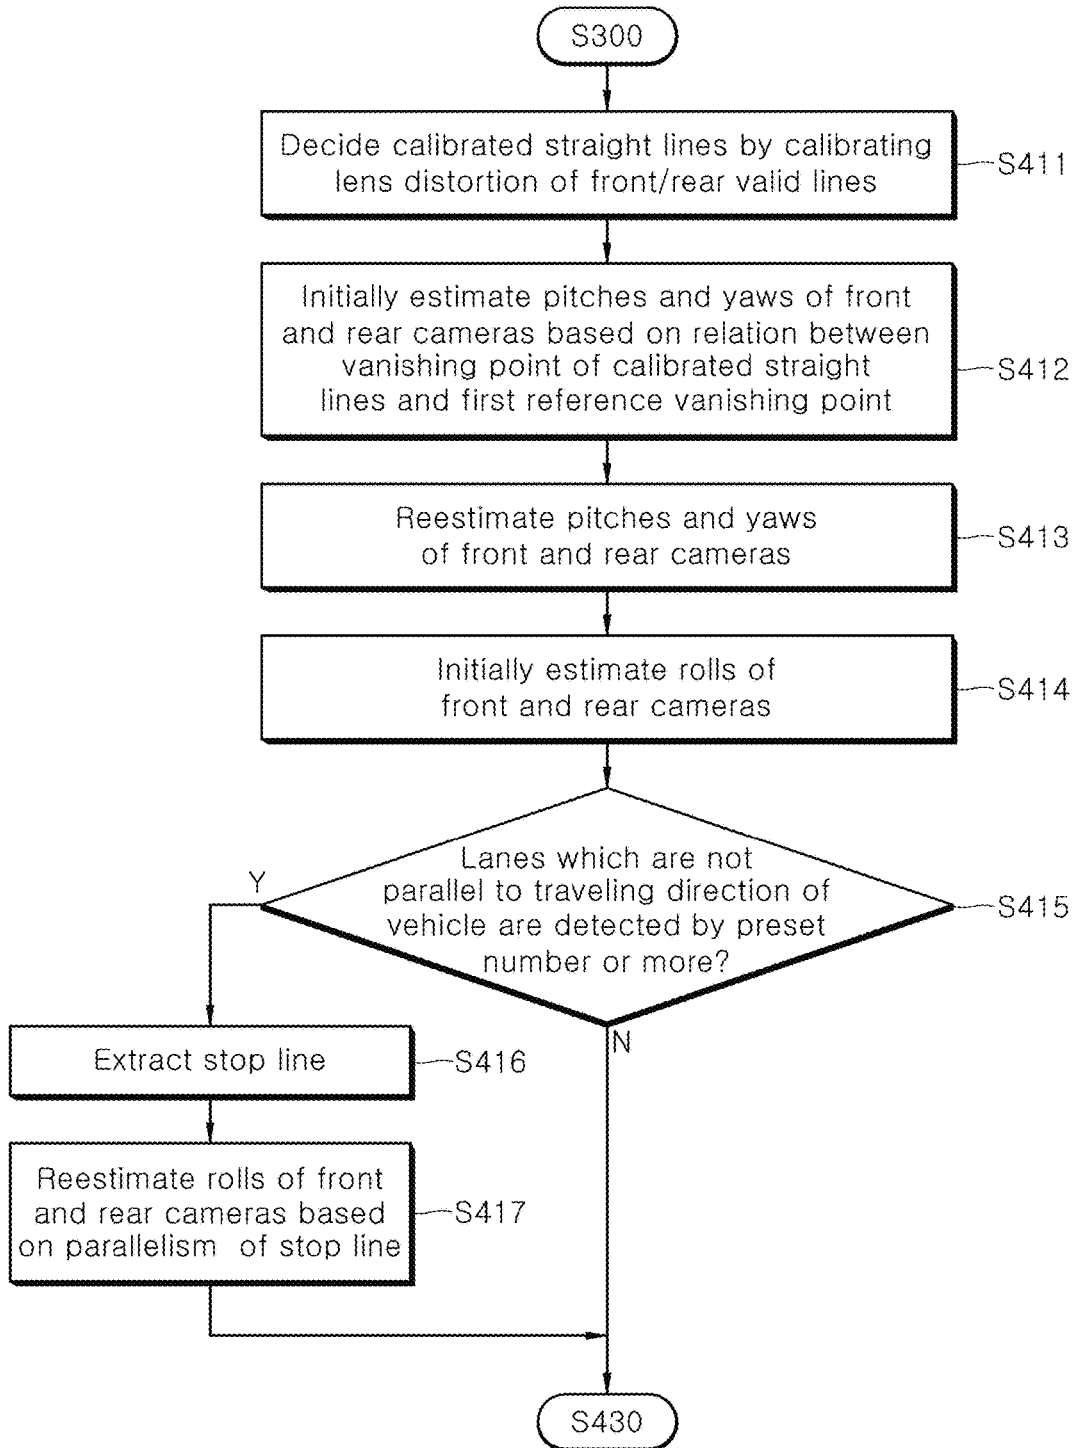 S300
Decide calibrated straight lines by calibrating
lens distortion of front/rear valid lines
S411
Initially estimate pitches and yaws of front
and rear cameras based on relation between
vanishing point of calibrated straight
lines and first reference vanishing point
S412
Reestimate pitches and yaws
of front and rear cameras
S413
Initially estimate rolls of
front and rear cameras
S414
Lanes which are not
parallel to traveling direction of
vehicle are detected by preset
number or more?
S415
Y
N
Extract stop line
S416
Reestimate rolls of front
and rear cameras based
on parallelism of stop line
S417
S430